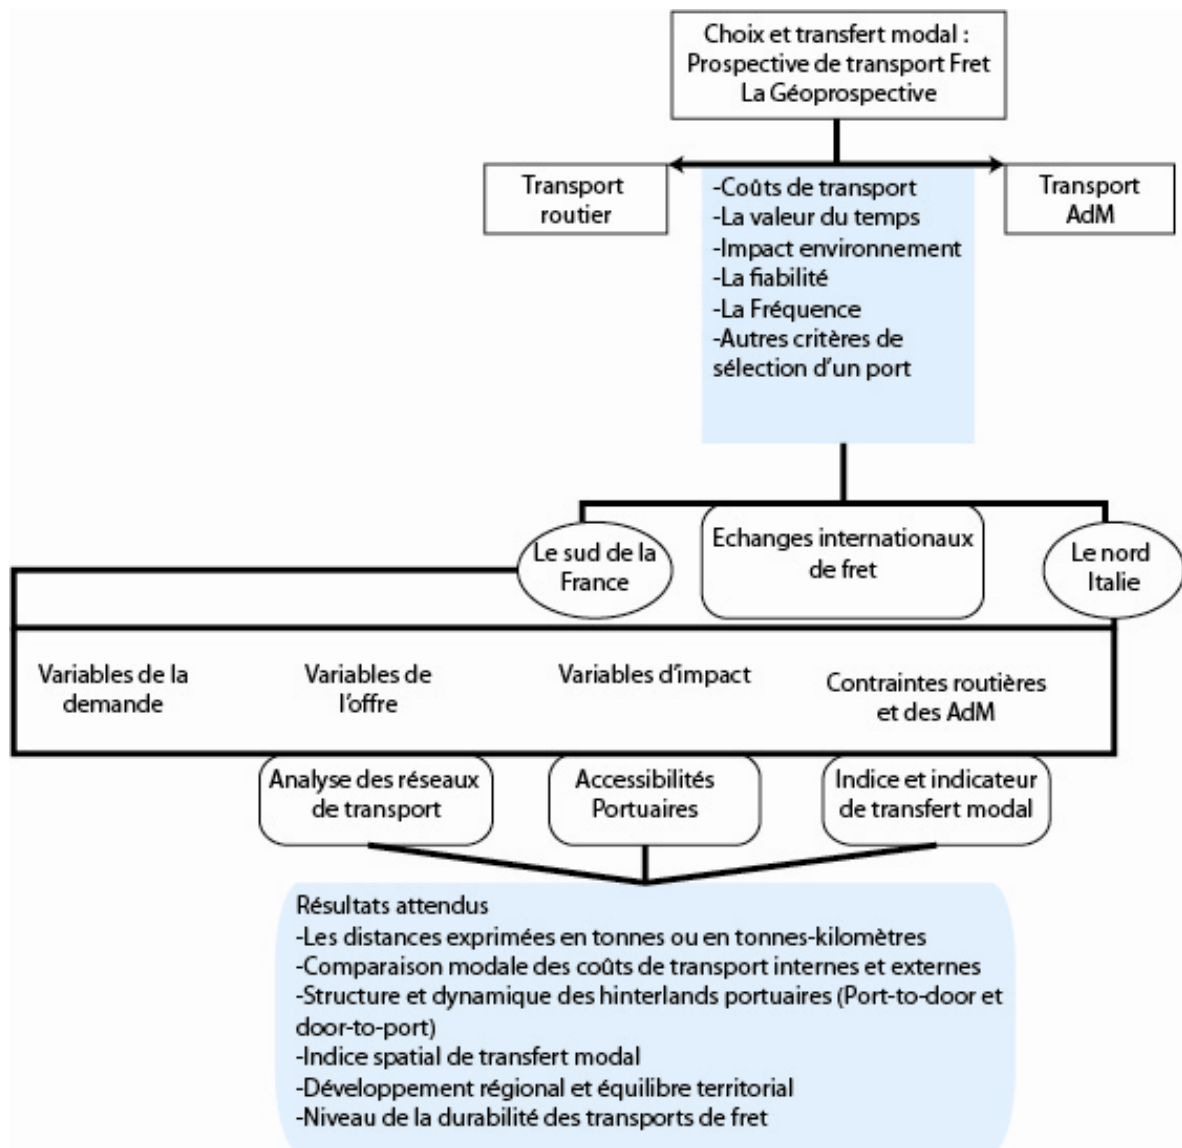 Choix et transfert modal :
Prospective de transport Fret
La Géoprospective
Transport
routier
-Coûts de transport
-La valeur du temps
-Impact environnement
-La fiabilité
-La Fréquence
-Autres critères de
sélection d'un port
Transport
AdM
Le sud de la
France
Echanges internationaux
de fret
Le nord
Italie
Variables de la
demande
Variables de
l'offre
Variables d'impact
Contraintes routières
et des AdM
Analyse des réseaux
de transport
Accessibilités
Portuaires
Indice et indicateur
de transfert modal
Résultats attendus
-Les distances exprimées en tonnes ou en tonnes-kilomètres
-Comparaison modale des coûts de transport internes et externes
-Structure et dynamique des hinterlands portuaires (Port-to-door et
door-to-port)
-Indice spatial de transfert modal
-Développement régional et équilibre territorial
-Niveau de la durabilité des transports de fret